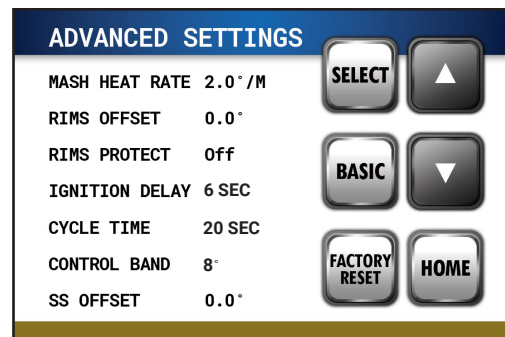 ADVANCED SETTINGS
MASH HEAT RATE 2.0°/M
RIMS OFFSET 0.0°
RIMS PROTECT Off
IGNITION DELAY 6 SEC
CYCLE TIME 20 SEC
CONTROL BAND 8°
SS OFFSET 0.0°
SELECT
BASIC
FACTORY
RESET
HOME